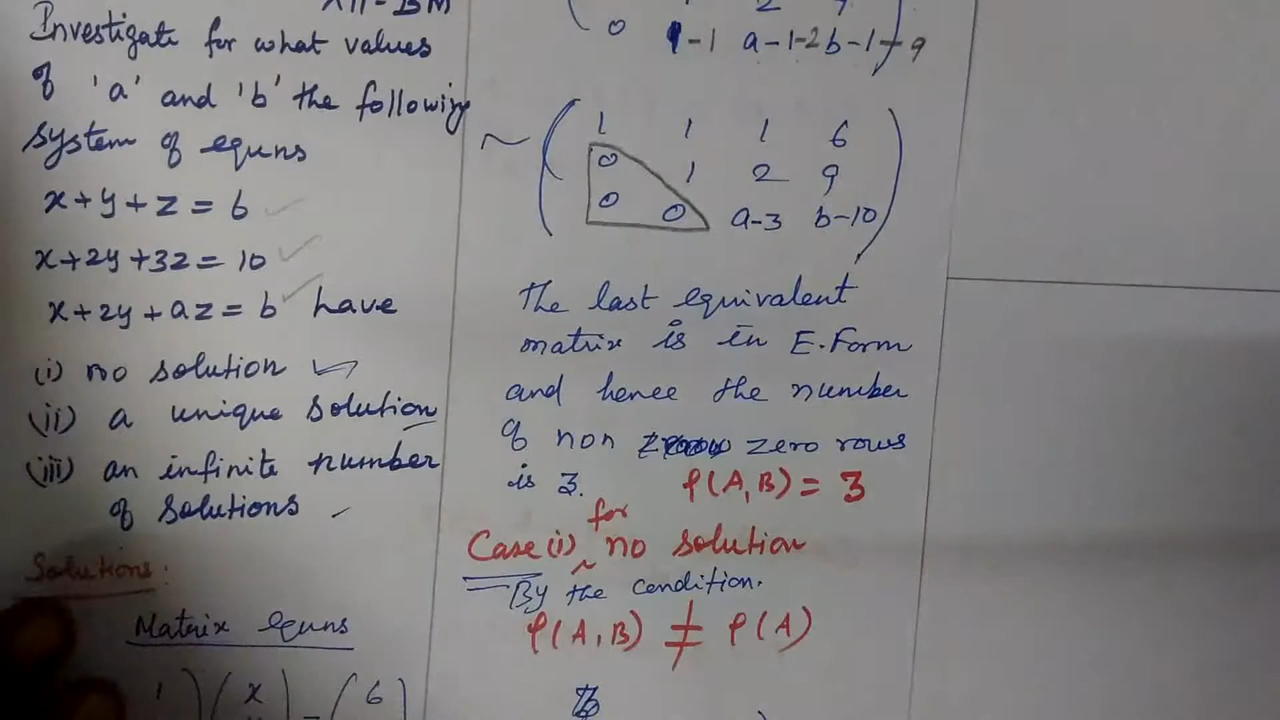 XII - BM
Investigate for what values
of 'a' and 'b' the following
system of equns
x + y + z = 6
x + 2y + 3z = 10
x + 2y + az = b have
(i) no solution
(ii) a unique solution
(iii) an infinite number
of solutions
Solutions:
Matrix equns
1 ) ( x ) = ( 6 )
0 1-1 a-1-2 b-1-9
~ ( 1 1 1 6
0 1 2 9
0 0 a-3 b-10 )
The last equivalent
matrix is in E. Form
and hence the number
of non zero rows
is 3. ρ(A,B) = 3
Case (i) for no solution
By the condition.
ρ(A,B) ≠ ρ(A)